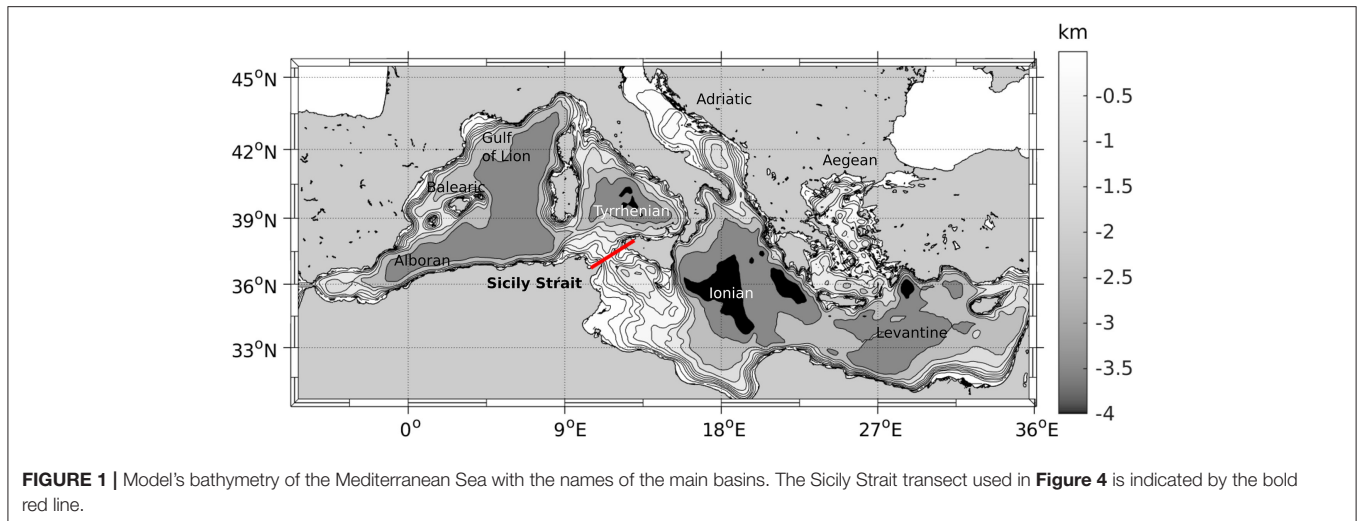 km
45°N
42°N
39°N
36°N
33°N
0°
9°E
18°E
27°E
36°E
-0.5
-1
-1.5
-2
-2.5
-3
-3.5
-4
Adriatic
Gulf
of Lion
Aegean
Balearic
Tyrrhenian
Alboran
Sicily Strait
Ionian
Levantine
FIGURE 1 | Model's bathymetry of the Mediterranean Sea with the names of the main basins. The Sicily Strait transect used in Figure 4 is indicated by the bold
red line.